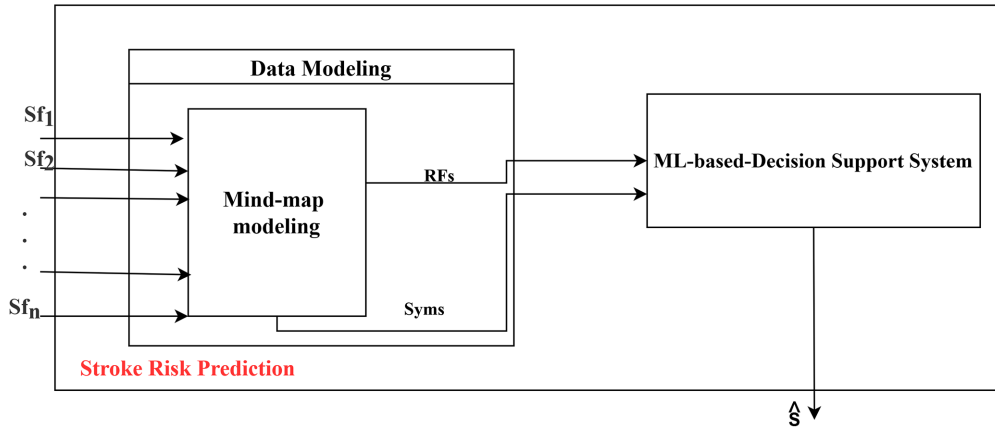 Data Modeling
Sf1
Sf2
.
.
.
Sfn
Mind-map
modeling
RFs
Syms
ML-based-Decision Support System
Stroke Risk Prediction
ŝ